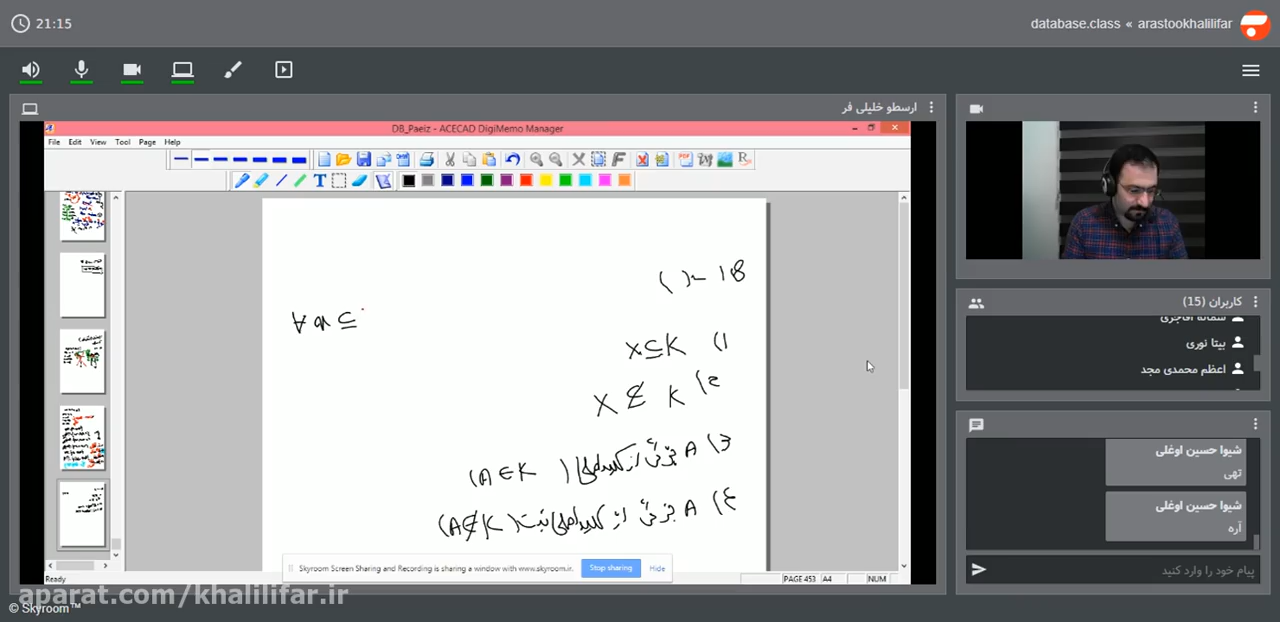 21:15
database.class « arastookhalilifar
ارسطو خلیلی فر
DB_Paeiz - ACECAD DigiMemo Manager
File Edit View Tool Page Help
18 - ( )
∀ α ⊆
1) X ⊆ K
2) X ⊄ K
3) A جزئی از کلید اصلی ( A ∈ K )
4) A جزئی از کلید اصلی نیست ( A ∉ K )
Skyroom Screen Sharing and Recording is sharing a window with www.skyroom.ir. Stop sharing Hide
Ready PAGE 453 A4 NUM
کاربران (15)
سمانه آقاجری
بیتا نوری
اعظم محمدی مجد
شیوا حسین اوغلی
تهی
شیوا حسین اوغلی
آره
پیام خود را وارد کنید
© Skyroom™
aparat.com/khalilifar.ir